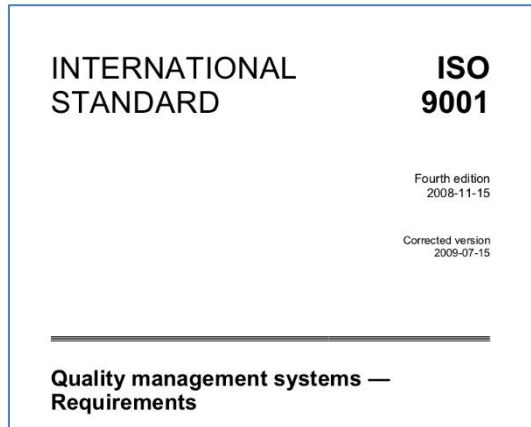 INTERNATIONAL
STANDARD
ISO
9001
Fourth edition
2008-11-15
Corrected version
2009-07-15
Quality management systems —
Requirements